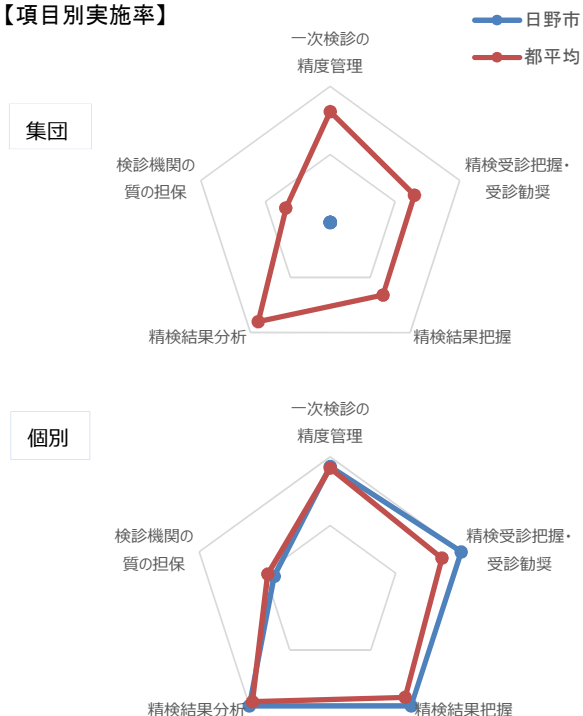 【項目別実施率】
日野市
都平均
集団
一次検診の
精度管理
精検受診把握・
受診勧奨
精検結果把握
精検結果分析
検診機関の
質の担保
個別
一次検診の
精度管理
精検受診把握・
受診勧奨
精検結果把握
精検結果分析
検診機関の
質の担保